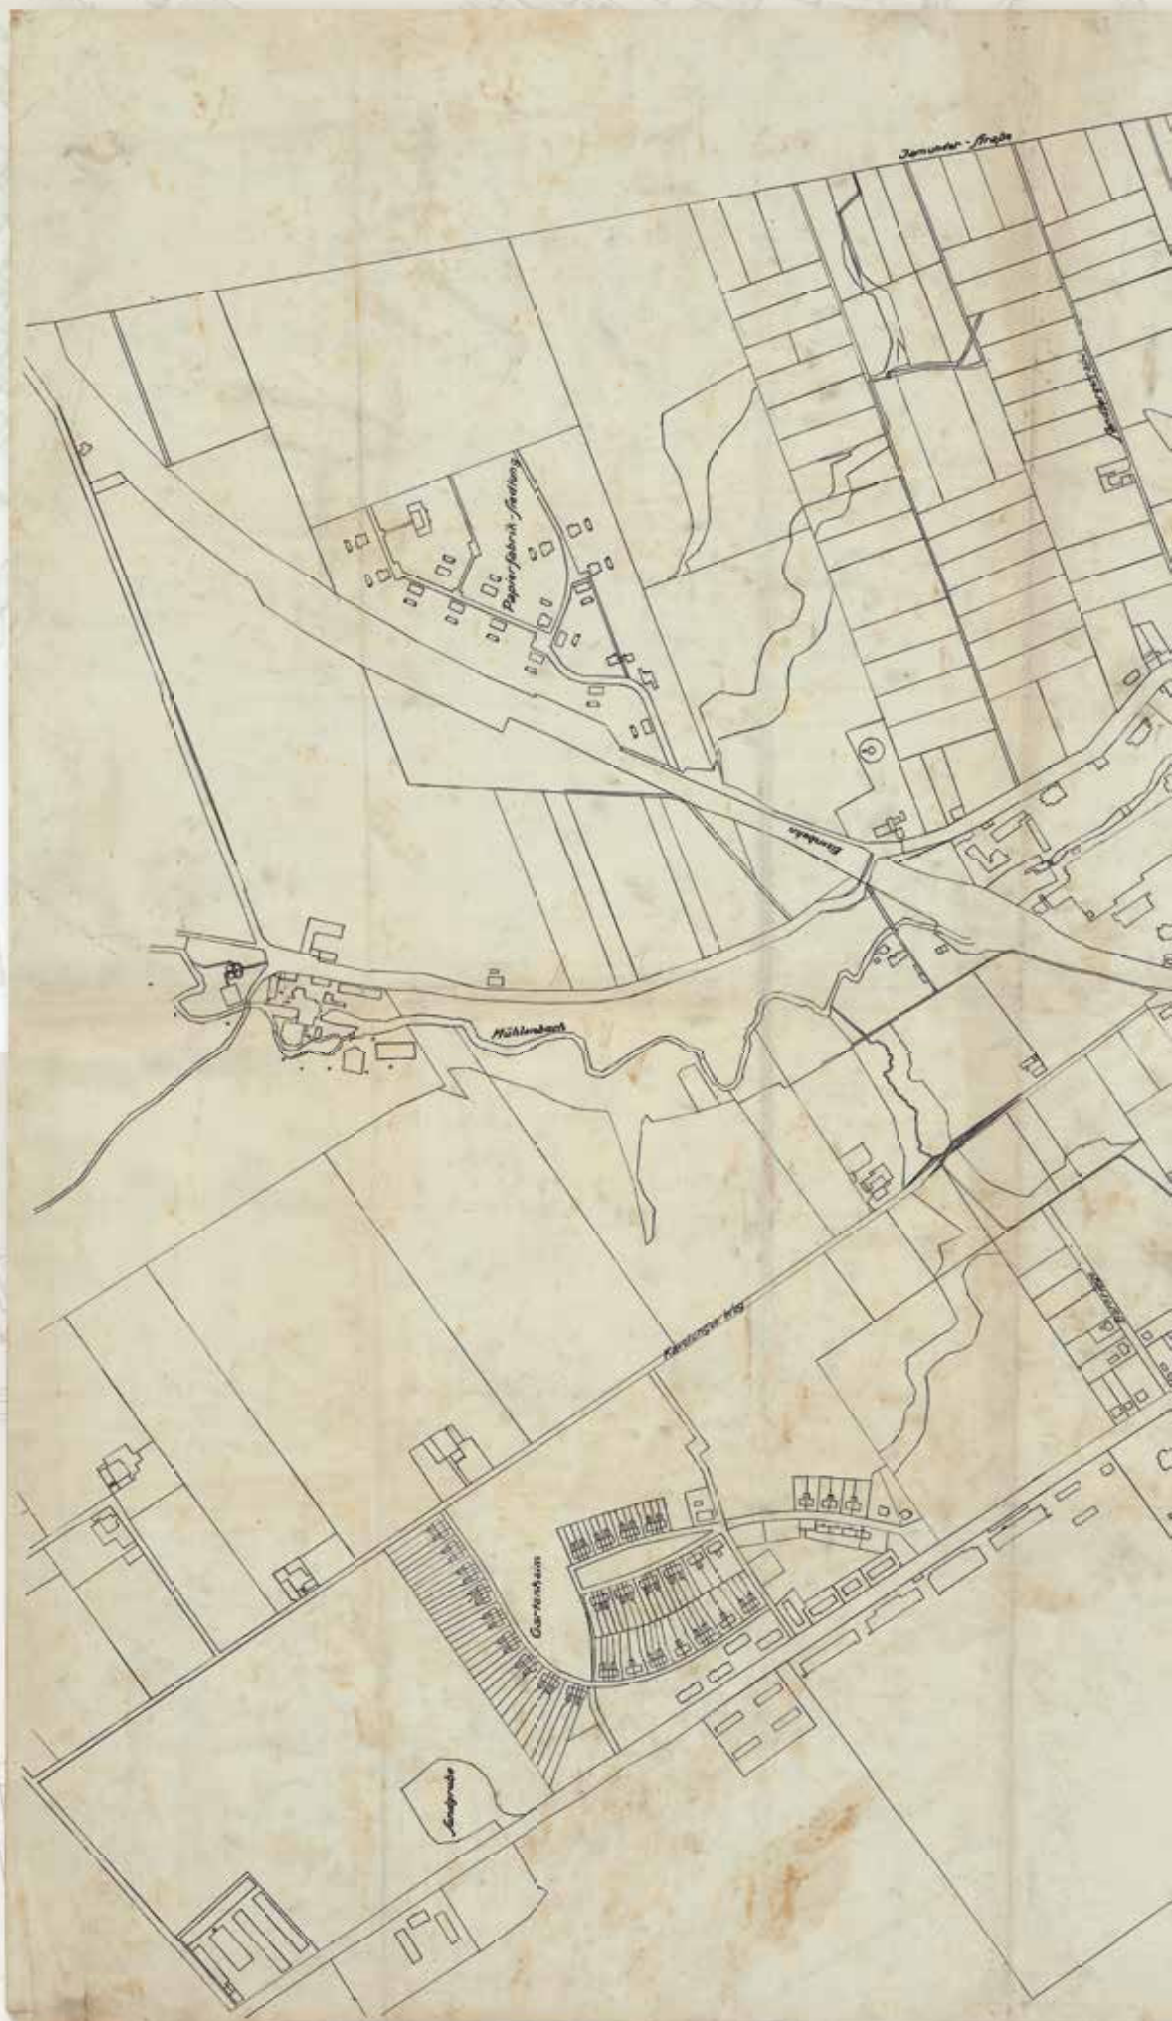 Jamunder-Straße
Papierfabrik-Siedlung
Eisenbahn
Mühlenbach
Gartenheim
Sandgrube